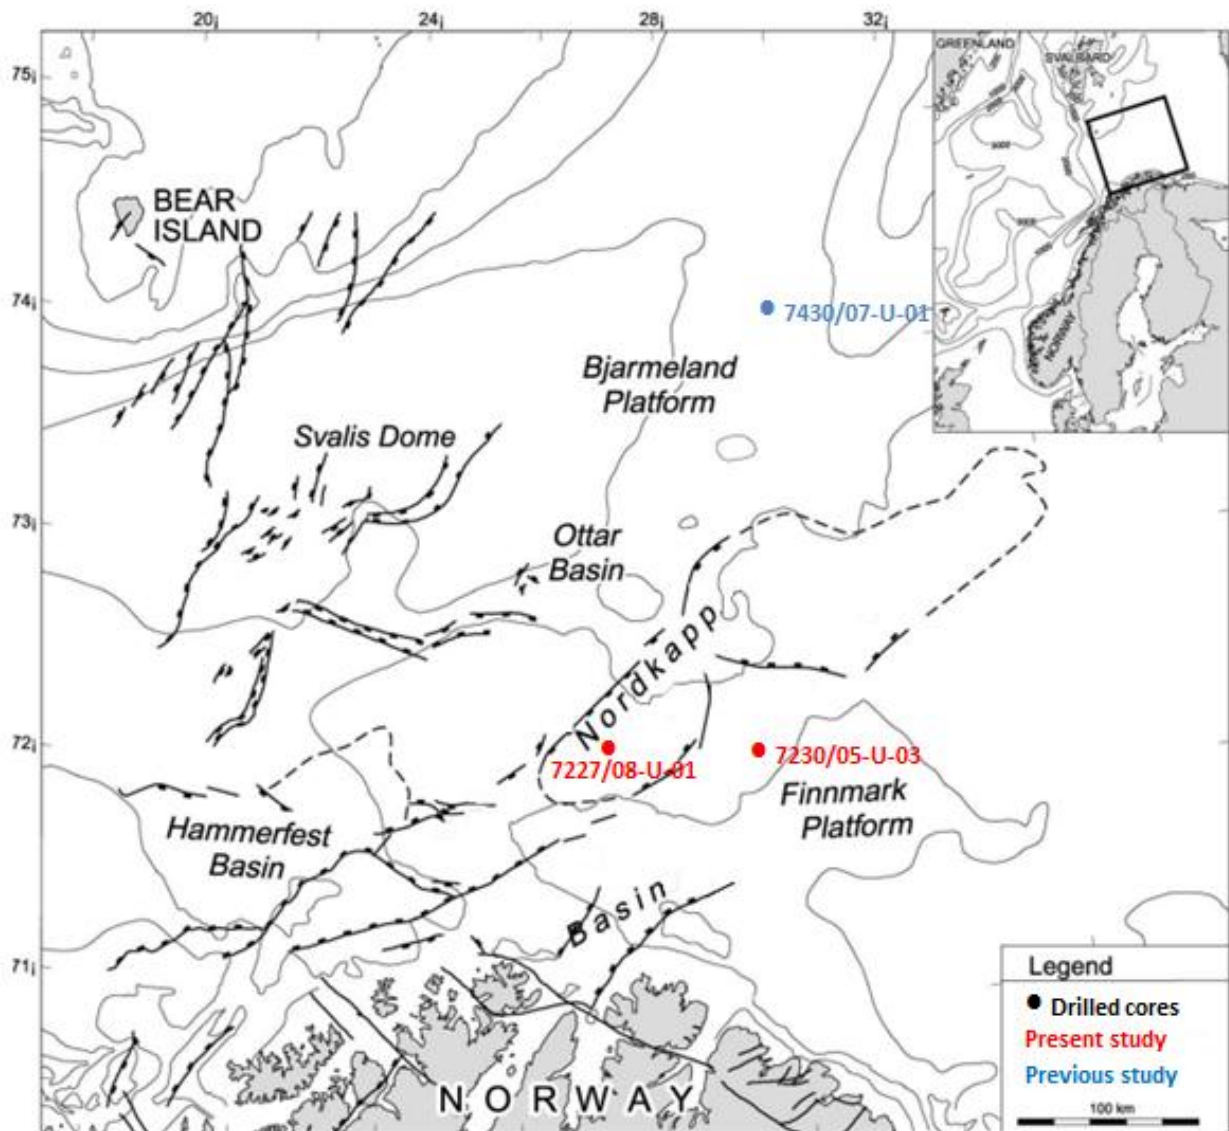 20¡
24¡
28¡
32¡
75¡
GREENLAND
SVALBARD
BEAR
ISLAND
74¡
7430/07-U-01
NORWAY
Bjarmeland
Platform
Svalis Dome
73¡
Ottar
Basin
Nordkapp
72¡
7227/08-U-01
7230/05-U-03
Finnmark
Platform
Hammerfest
Basin
Basin
71¡
NORWAY
Legend
Drilled cores
Present study
Previous study
100 km